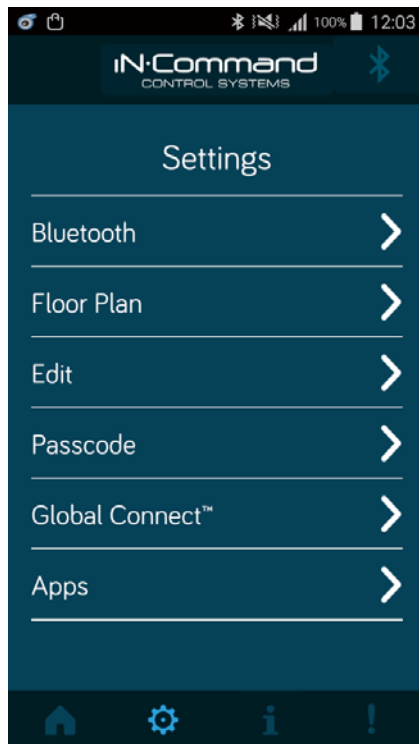 100% 12:03
iN·Command
CONTROL SYSTEMS
Settings
Bluetooth
Floor Plan
Edit
Passcode
Global Connect™
Apps